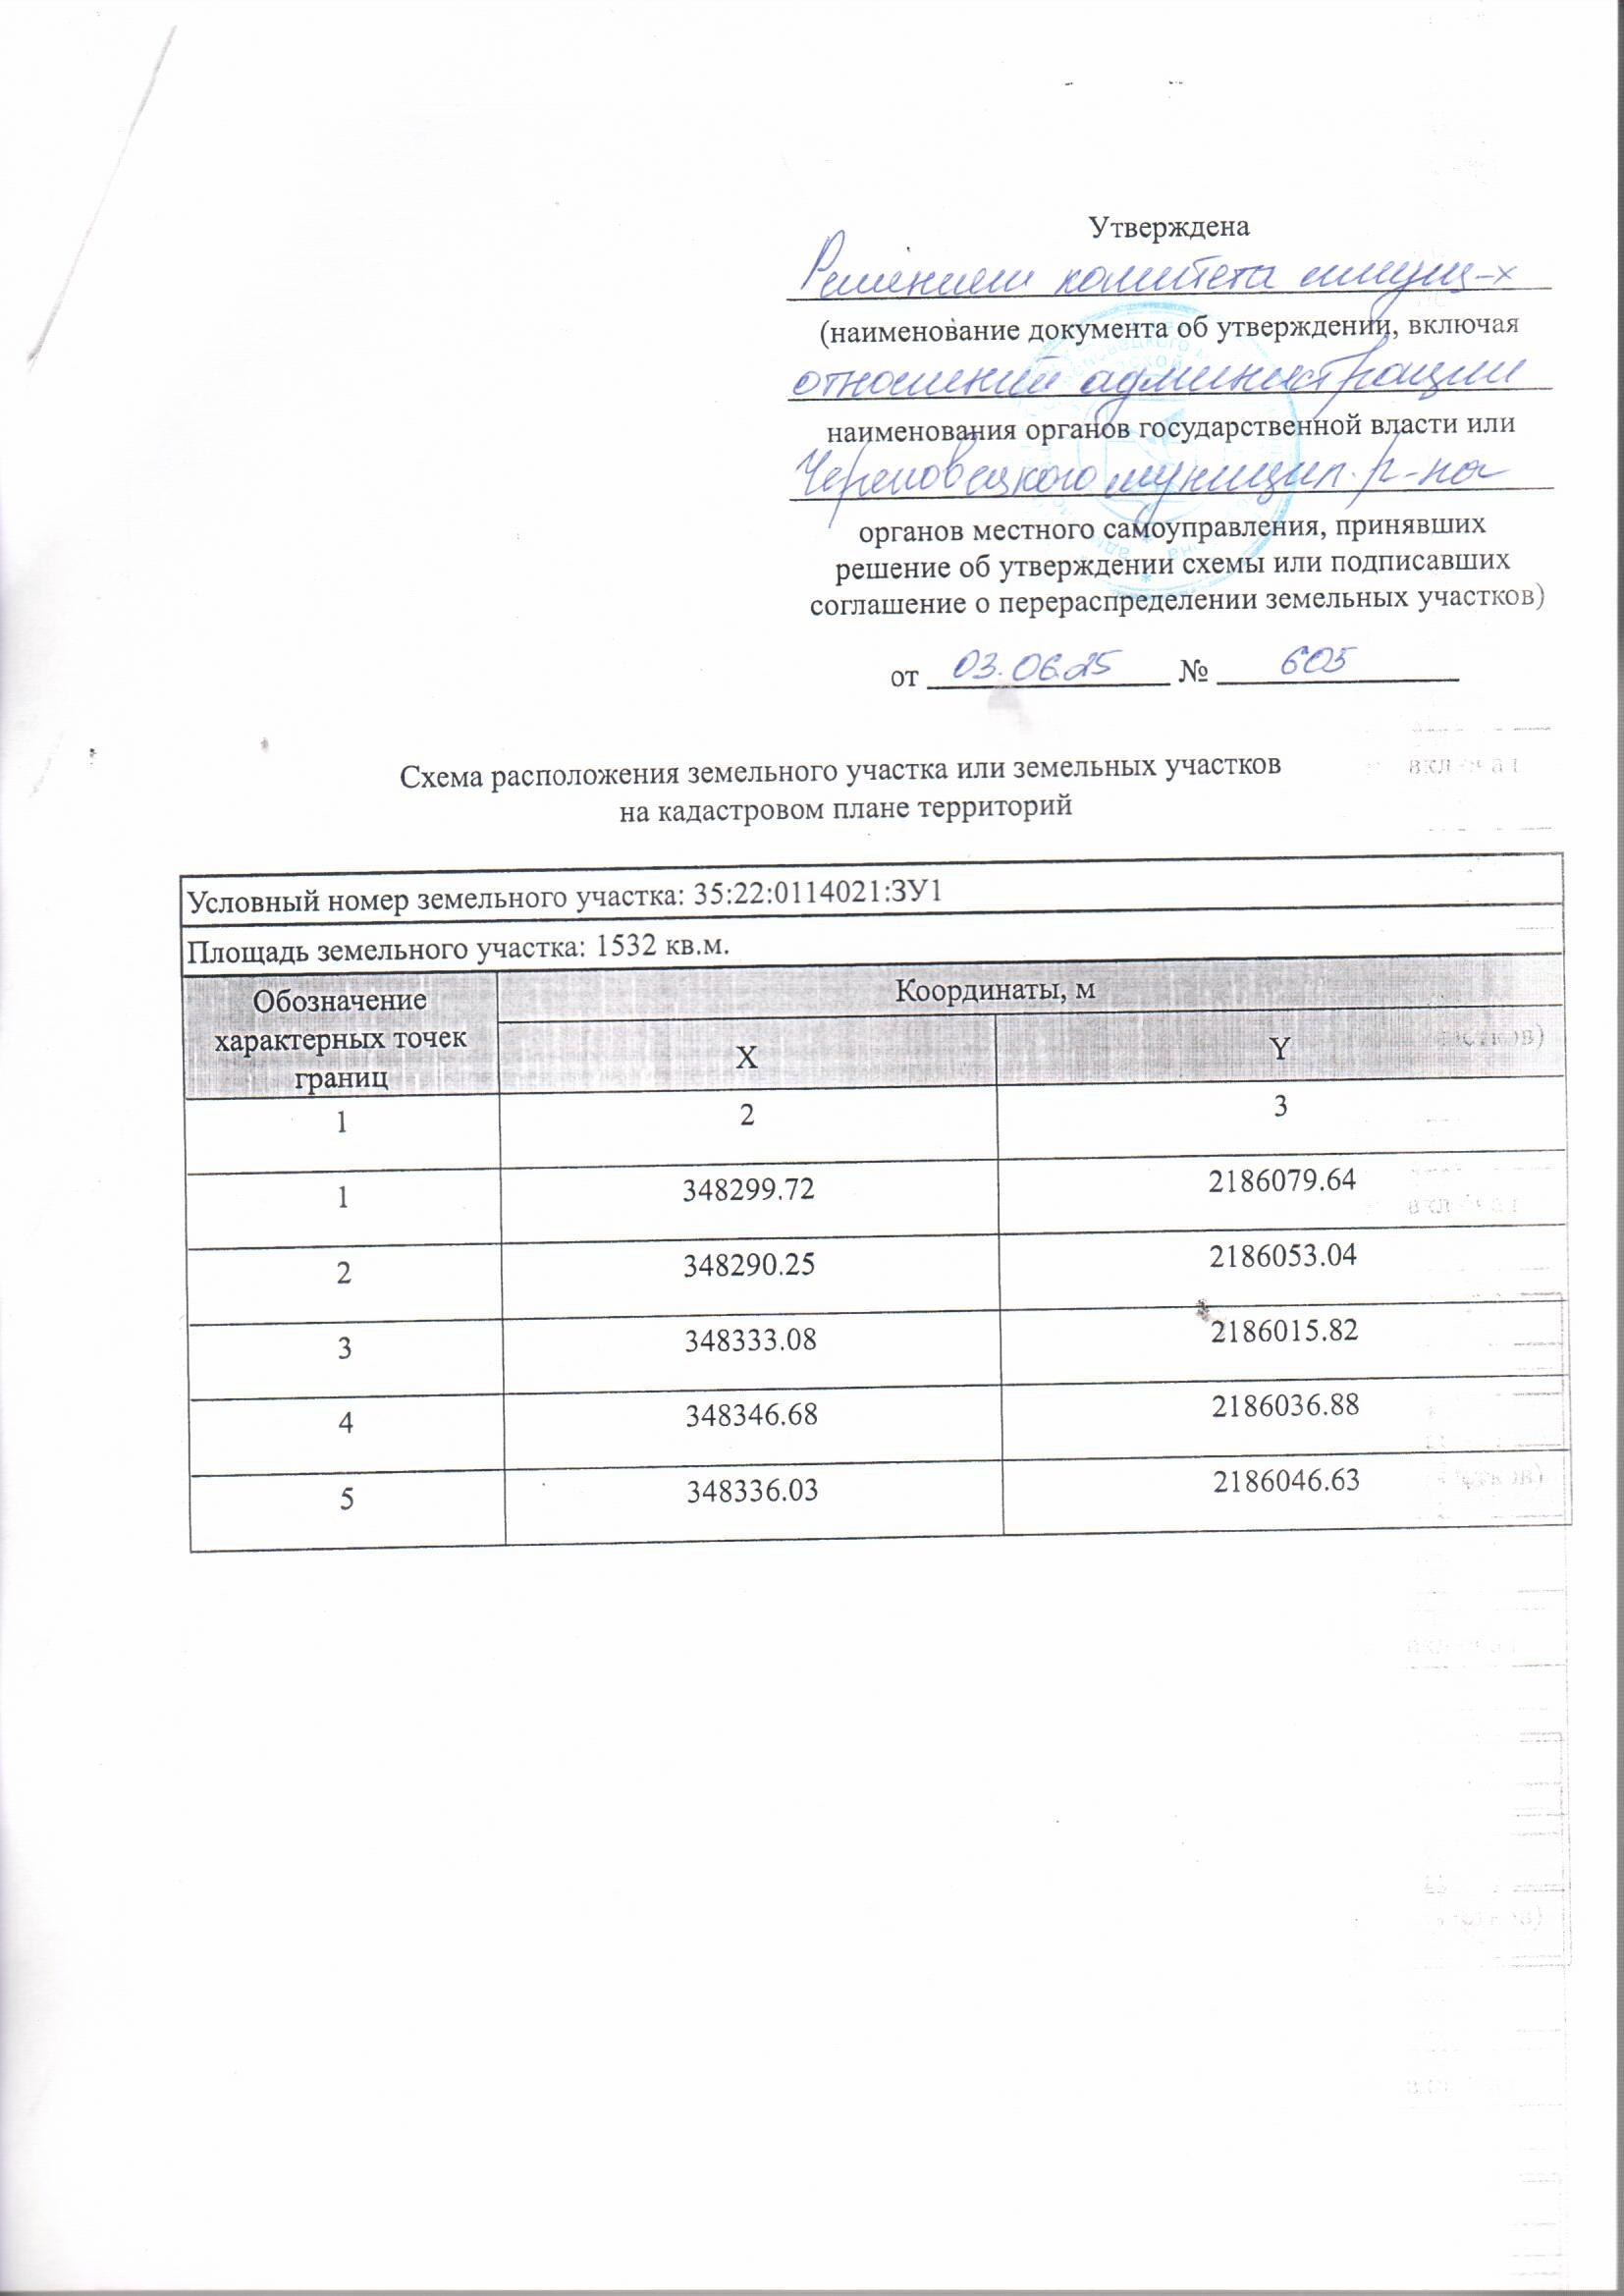 Утверждена
Решением комитета имущ-х
(наименование документа об утверждении, включая
отношений администрации
наименования органов государственной власти или
Череповецкого муницип. р-на
органов местного самоуправления, принявших
решение об утверждении схемы или подписавших
соглашение о перераспределении земельных участков)
от 03.06.25 № 605
Схема расположения земельного участка или земельных участков
на кадастровом плане территорий
Условный номер земельного участка: 35:22:0114021:ЗУ1
Площадь земельного участка: 1532 кв.м.
Обозначение
характерных точек
границ
Координаты, м
X Y
1 2 3
1 348299.72 2186079.64
2 348290.25 2186053.04
3 348333.08 2186015.82
4 348346.68 2186036.88
5 348336.03 2186046.63